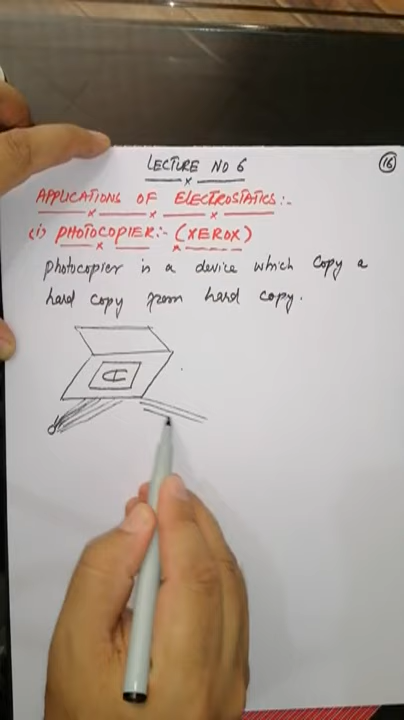 LECTURE NO 6
16
APPLICATIONS OF ELECTROSTATICS:-
(i) PHOTOCOPIER:- (XEROX)
Photocopier is a device which copy a
hard copy from hard copy.